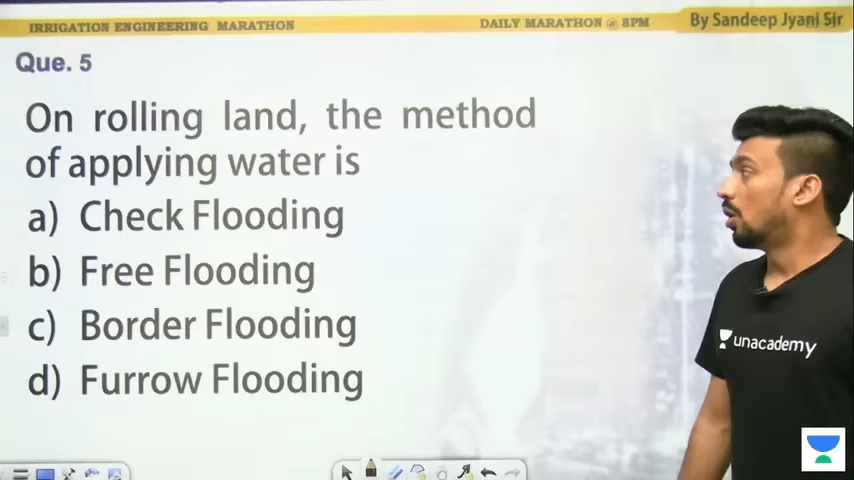 IRRIGATION ENGINEERING MARATHON
DAILY MARATHON @ 8PM
By Sandeep Jyani Sir
Que. 5
On rolling land, the method
of applying water is
a) Check Flooding
b) Free Flooding
c) Border Flooding
d) Furrow Flooding
unacademy